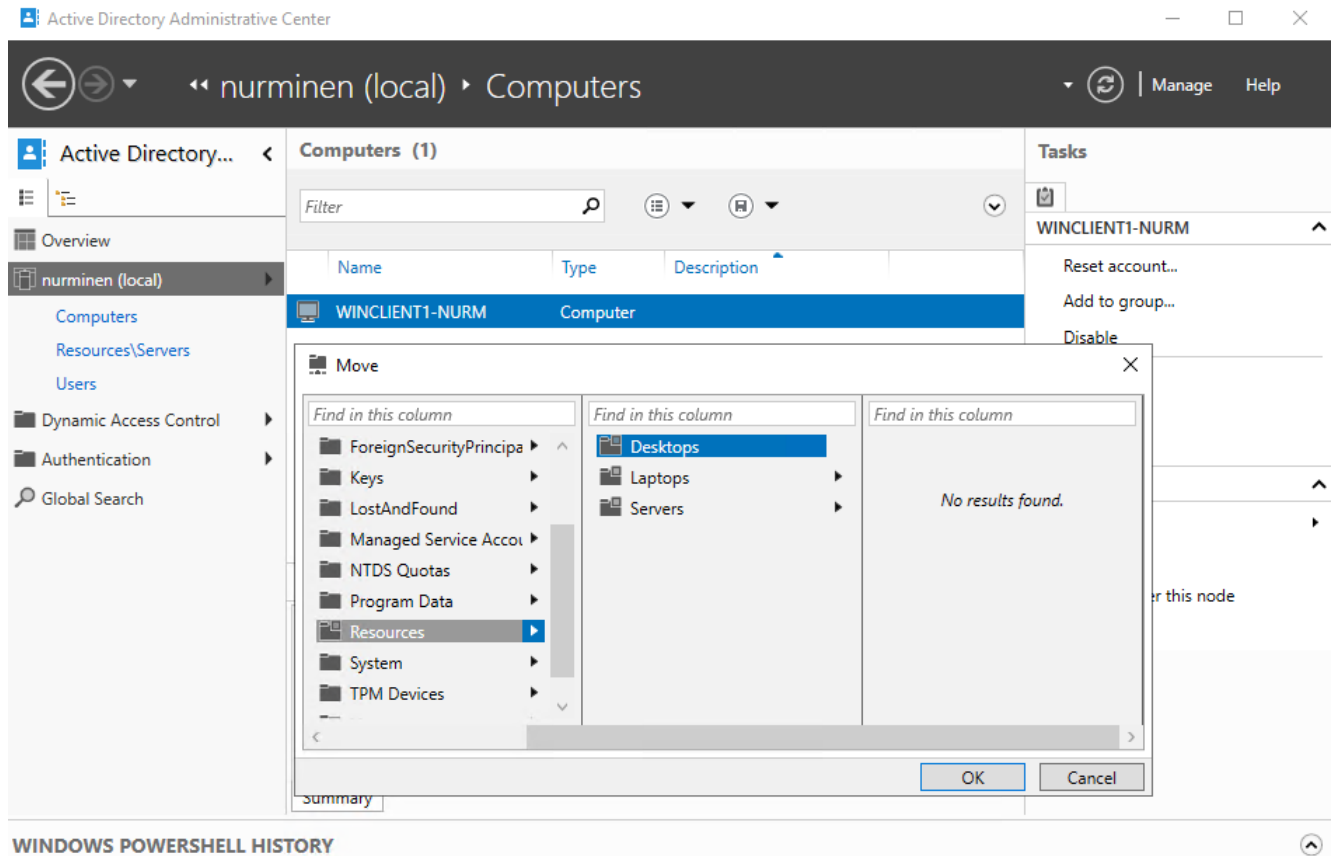 Active Directory Administrative Center
nurminen (local) Computers
Manage Help
Active Directory...
Overview
nurminen (local)
Computers
Resources\Servers
Users
Dynamic Access Control
Authentication
Global Search
Computers (1)
Filter
Name Type Description
WINCLIENT1-NURM Computer
Move
Find in this column
ForeignSecurityPrincipa
Keys
LostAndFound
Managed Service Accou
NTDS Quotas
Program Data
Resources
System
TPM Devices
Find in this column
Desktops
Laptops
Servers
Find in this column
No results found.
OK Cancel
Summary
Tasks
WINCLIENT1-NURM
Reset account...
Add to group...
Disable
this node
WINDOWS POWERSHELL HISTORY